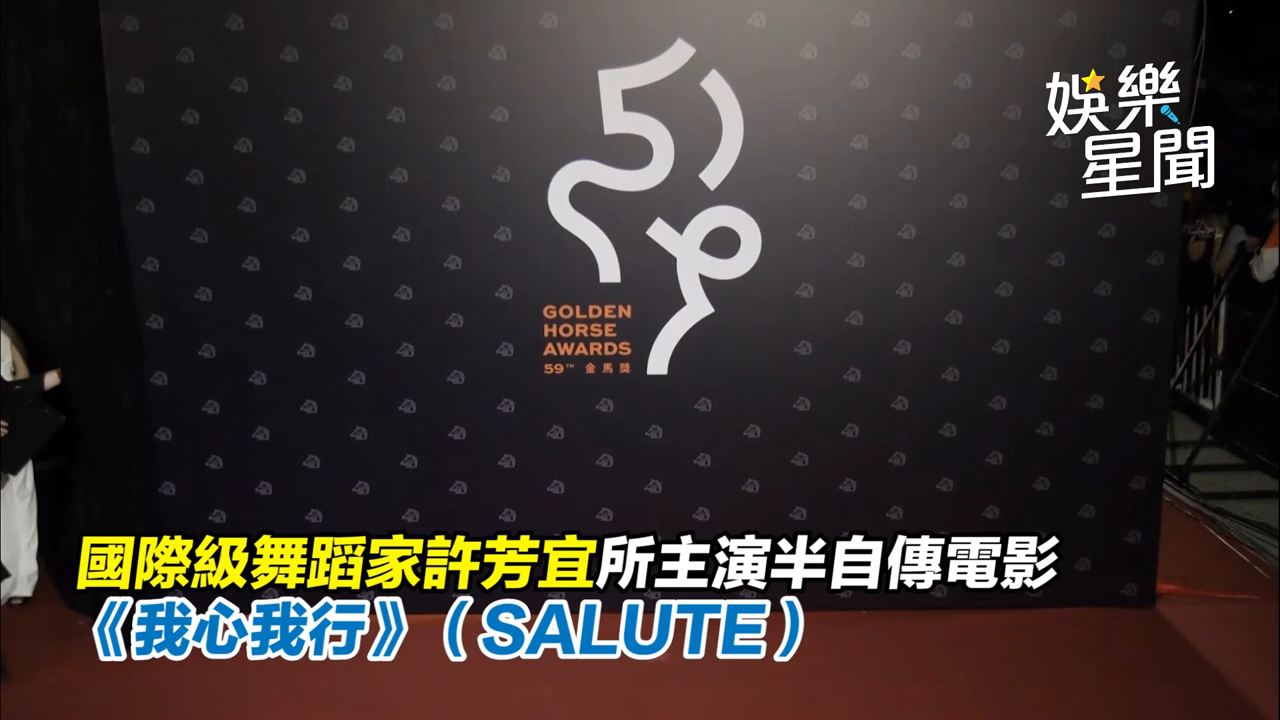 娛樂
星聞
59
GOLDEN
HORSE
AWARDS
59™ 金馬獎
國際級舞蹈家許芳宜所主演半自傳電影
《我心我行》（SALUTE）